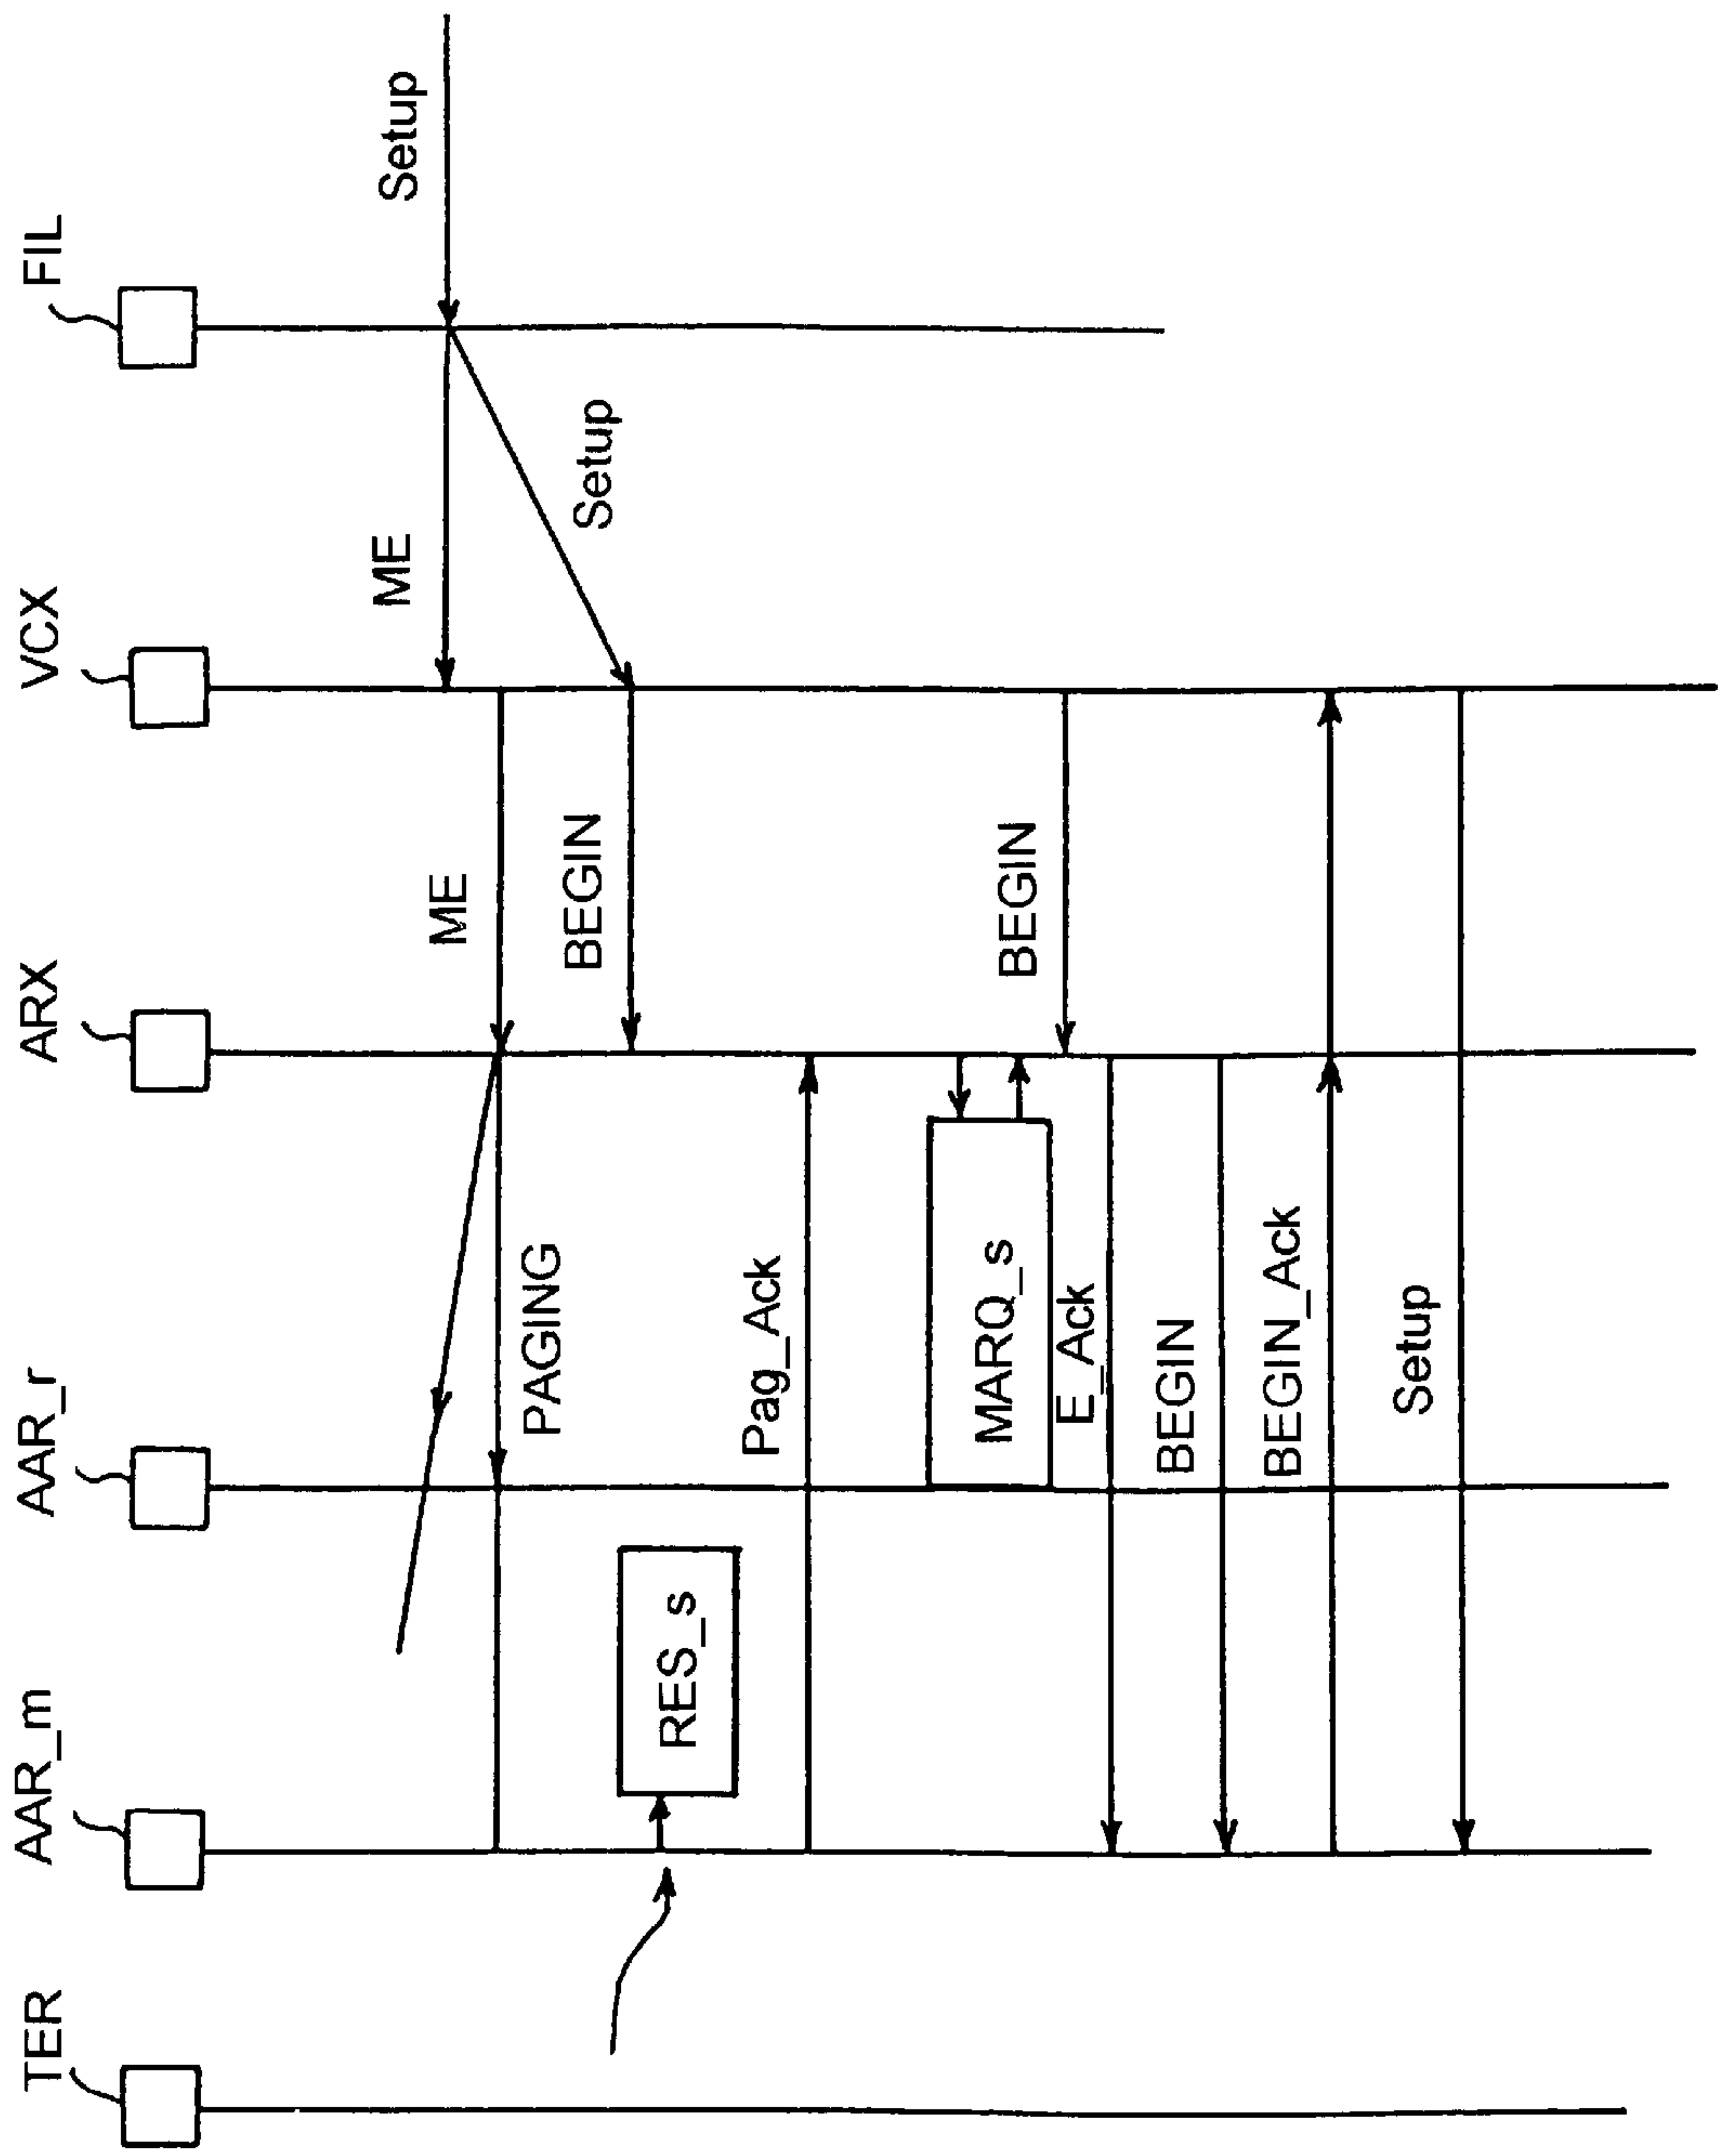 TER
AAR_m
AAR_r
ARX
VCX
FIL
Setup
ME
ME
PAGING
Setup
BEGIN
RES_s
Pag_Ack
MARQ_s
BEGIN
E_Ack
BEGIN
BEGIN_Ack
Setup